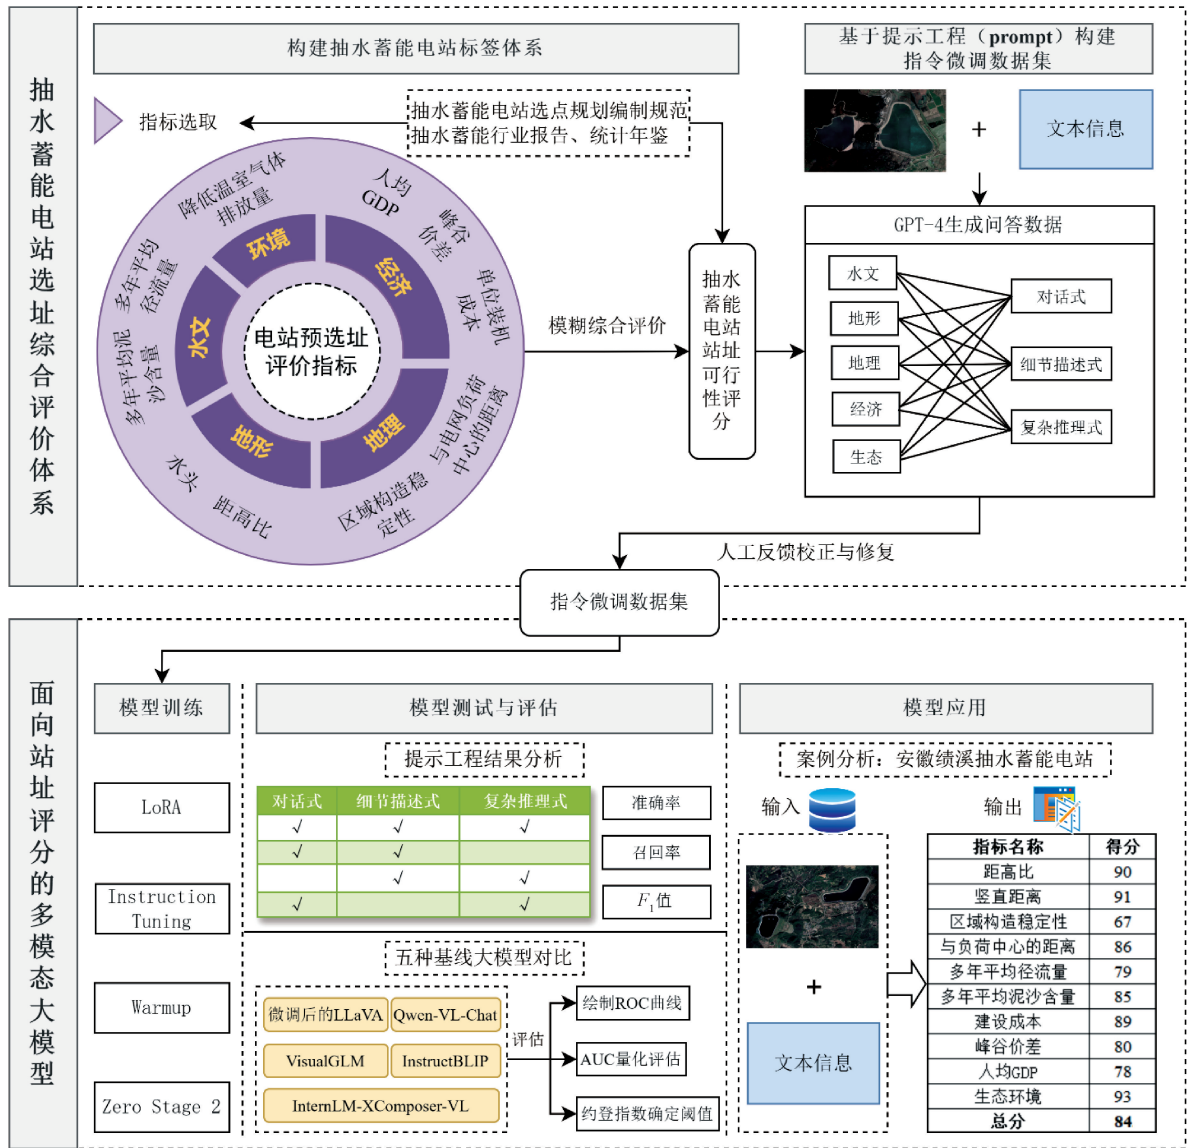 抽水蓄能电站选址综合评价体系
构建抽水蓄能电站标签体系
基于提示工程（prompt）构建
指令微调数据集
指标选取
抽水蓄能电站选点规划编制规范
抽水蓄能行业报告、统计年鉴
+
文本信息
降低温室气体
排放量
人均
GDP
峰谷
价差
单位装机
成本
与电网负荷
中心的距离
区域构造稳
定性
距高比
水头
多年平均泥
沙含量
多年平均
径流量
环境
经济
地理
地形
水文
电站预选址
评价指标
模糊综合评价
抽水
蓄能
电站
站址
可行
性评
分
GPT-4生成问答数据
水文
地形
地理
经济
生态
对话式
细节描述式
复杂推理式
人工反馈校正与修复
指令微调数据集
面向站址评分的多模态大模型
模型训练
LoRA
Instruction
Tuning
Warmup
Zero Stage 2
模型测试与评估
提示工程结果分析
对话式 细节描述式 复杂推理式
√ √ √
√ √
√ √
√ √
准确率
召回率
F1值
五种基线大模型对比
微调后的LLaVA Qwen-VL-Chat
VisualGLM InstructBLIP
InternLM-XComposer-VL
评估
绘制ROC曲线
AUC量化评估
约登指数确定阈值
模型应用
案例分析：安徽绩溪抽水蓄能电站
输入
输出
+
文本信息
指标名称 得分
距高比 90
竖直距离 91
区域构造稳定性 67
与负荷中心的距离 86
多年平均径流量 79
多年平均泥沙含量 85
建设成本 89
峰谷价差 80
人均GDP 78
生态环境 93
总分 84